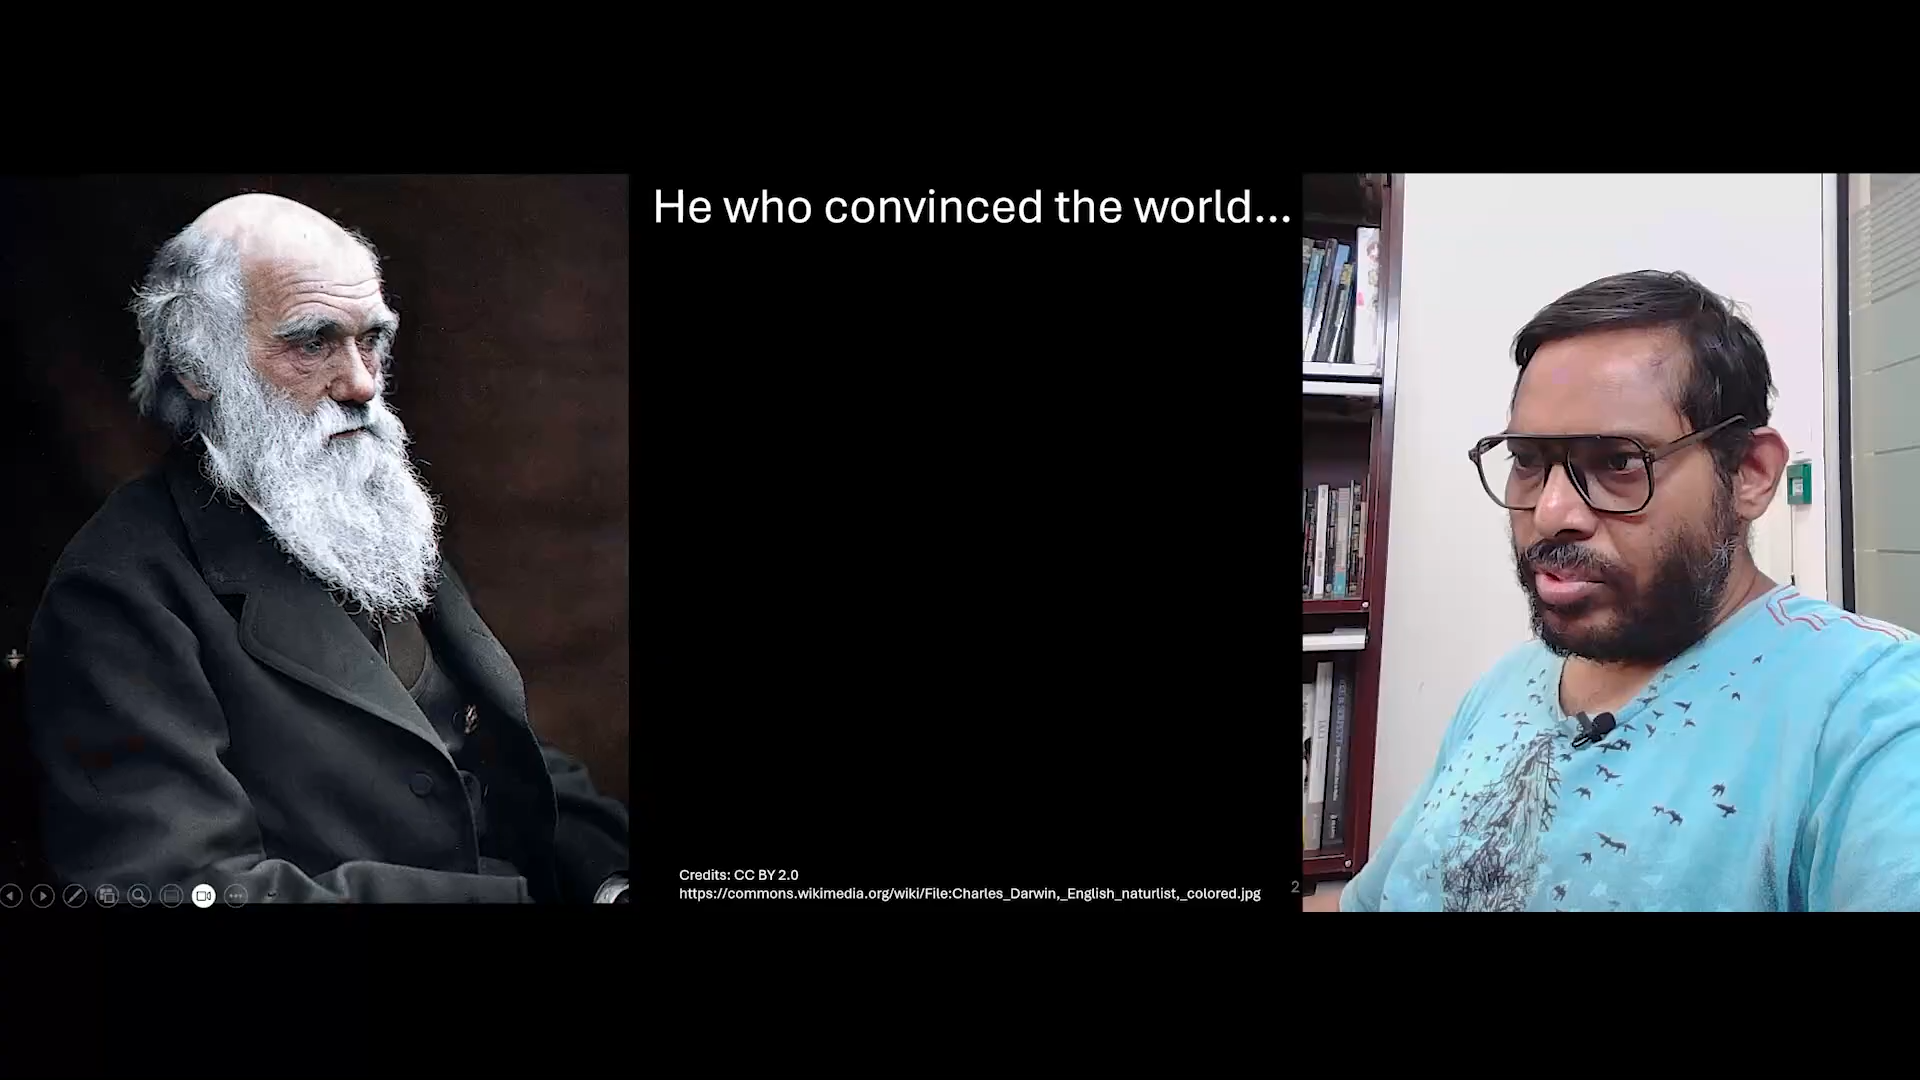 He who convinced the world...
Credits: CC BY 2.0
https://commons.wikimedia.org/wiki/File:Charles_Darwin,_English_naturlist,_colored.jpg
2